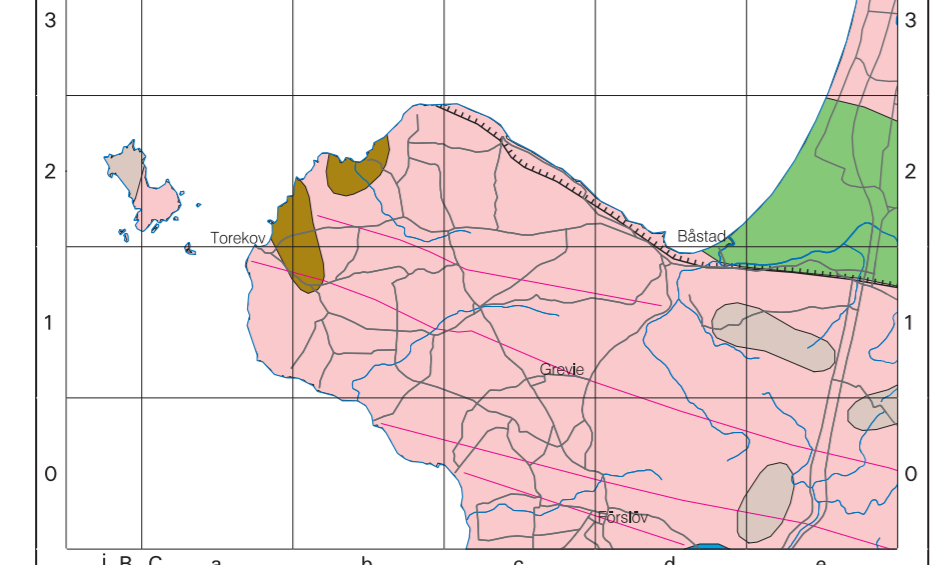 3 3
2 2
Torekov Båstad
1 1
Grevie
0 0
Förslöv
j B C a b c d e